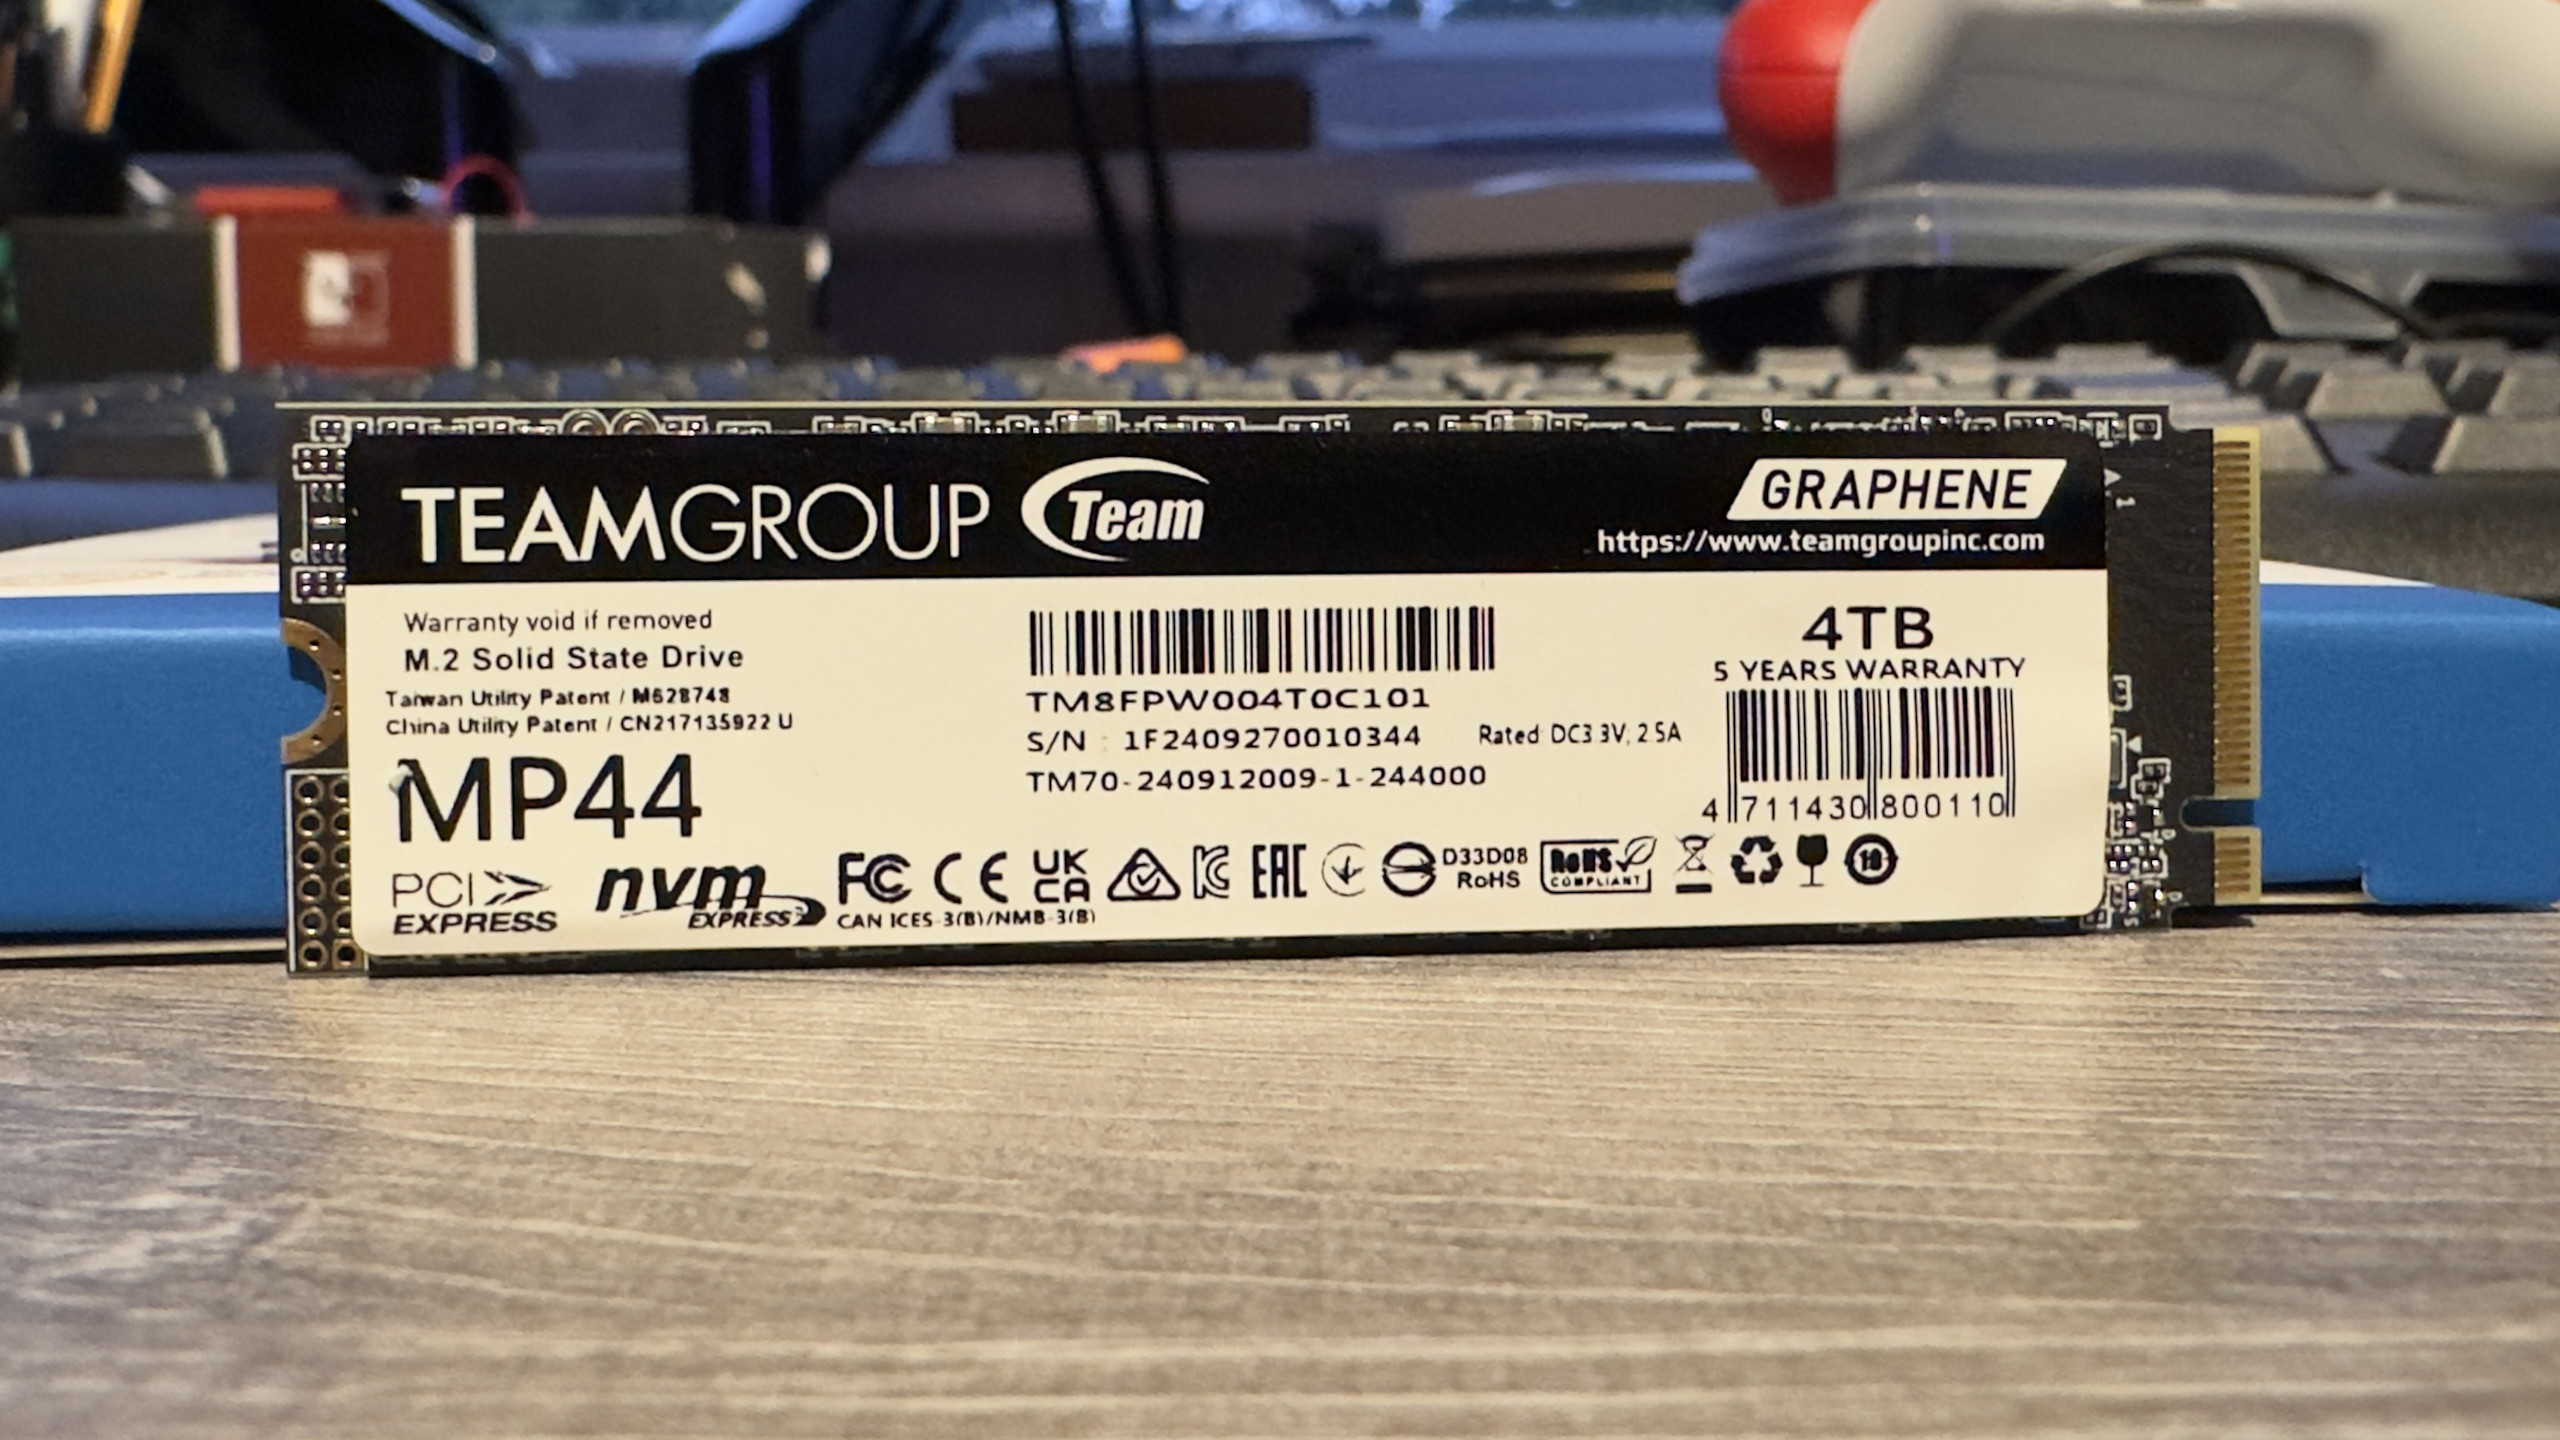 TEAMGROUP Team
GRAPHENE
https://www.teamgroupinc.com
Warranty void if removed
M.2 Solid State Drive
Taiwan Utility Patent / M628748
China Utility Patent / CN217135922 U
MP44
TM8FPW004T0C101
S/N : 1F2409270010344
Rated: DC3.3V, 2.5A
TM70-240912009-1-244000
4TB
5 YEARS WARRANTY
4 711430 800110
PCI EXPRESS
nvm EXPRESS
FC CE UK CA EAC
D33D08
RoHS
RoHS COMPLIANT
10
CAN ICES-3(B)/NMB-3(B)